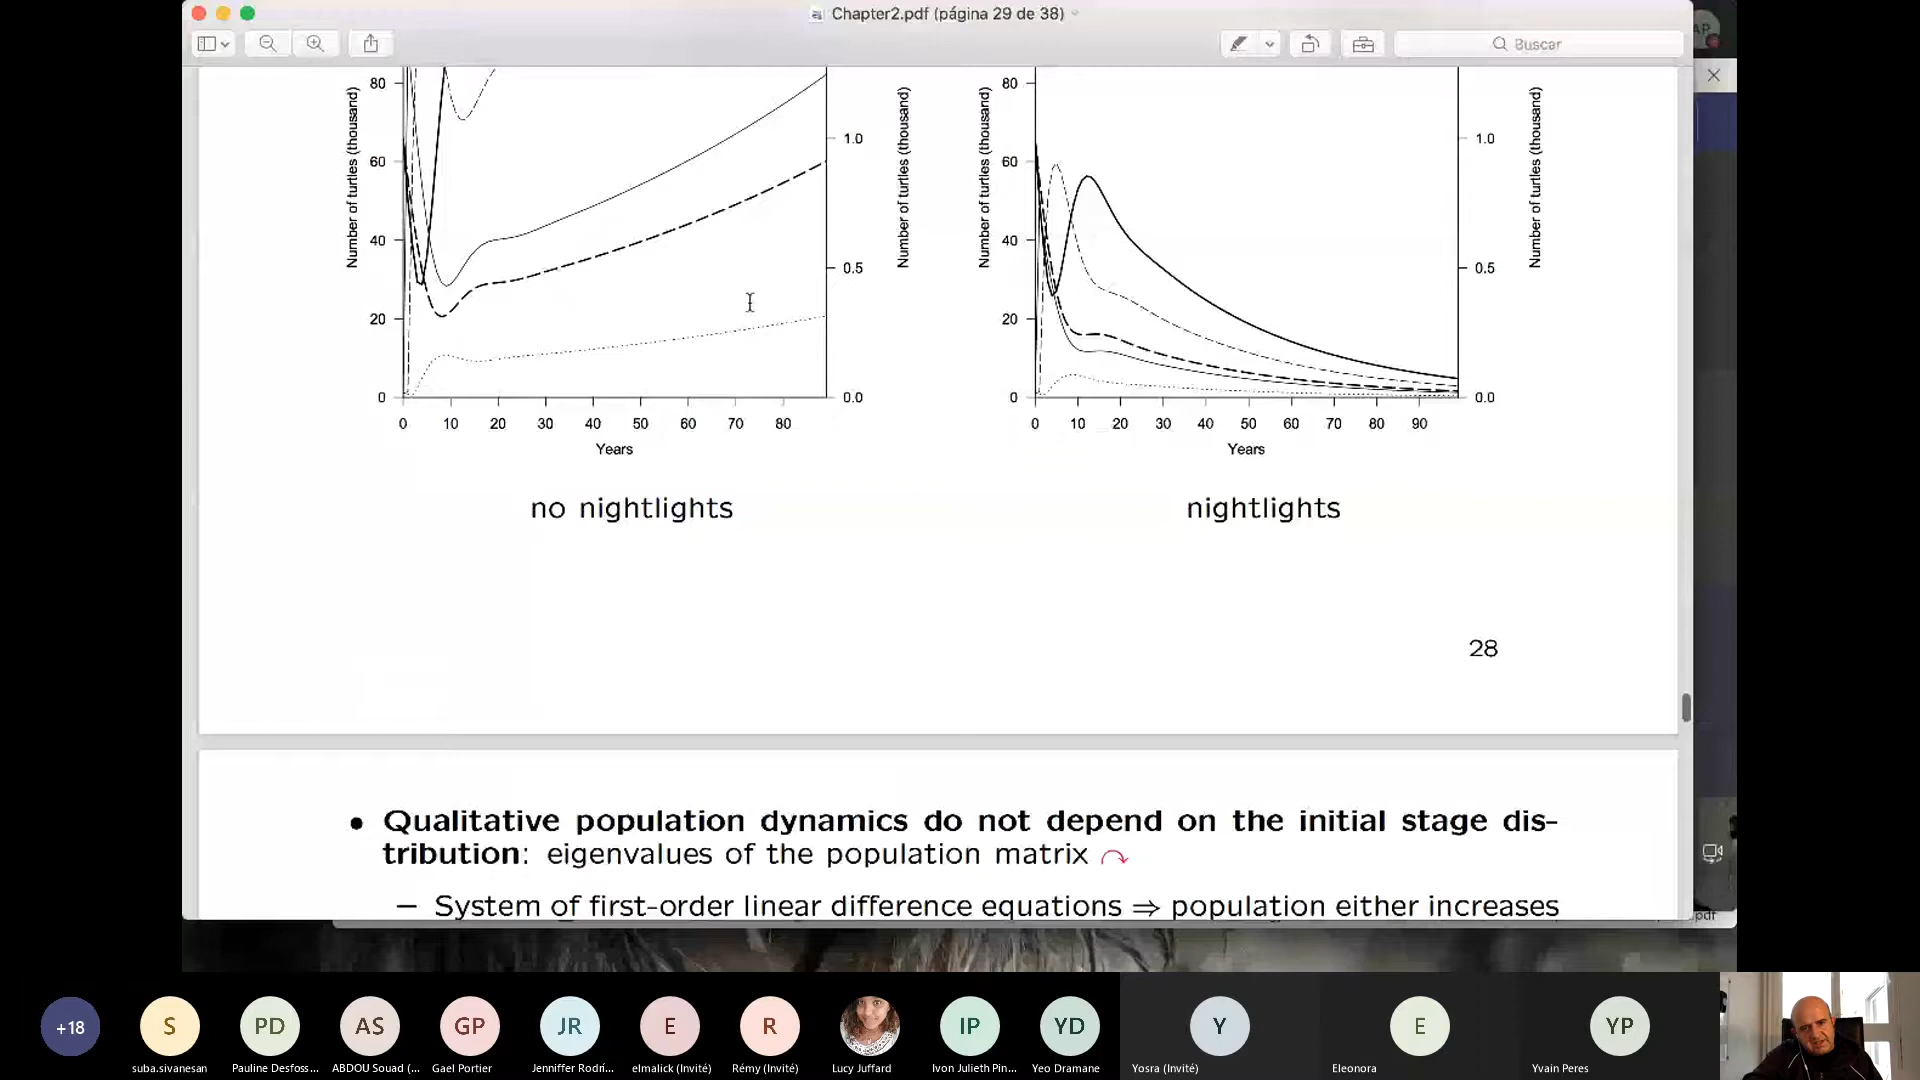 Chapter2.pdf (página 29 de 38)
Buscar
AP
80
60
40
20
0
Number of turtles (thousand)
1.0
0.5
0.0
Number of turtles (thousand)
0 10 20 30 40 50 60 70 80
Years
no nightlights
80
60
40
20
0
Number of turtles (thousand)
1.0
0.5
0.0
Number of turtles (thousand)
0 10 20 30 40 50 60 70 80 90
Years
nightlights
28
• Qualitative population dynamics do not depend on the initial stage dis-
tribution: eigenvalues of the population matrix
– System of first-order linear difference equations ⇒ population either increases
pdf
+18
S
PD
AS
GP
JR
E
R
IP
YD
Y
E
YP
suba.sivanesan
Pauline Desfoss...
ABDOU Souad (...
Gael Portier
Jenniffer Rodrí...
elmalick (Invité)
Rémy (Invité)
Lucy Juffard
Ivon Julieth Pin...
Yeo Dramane
Yosra (Invité)
Eleonora
Yvain Peres